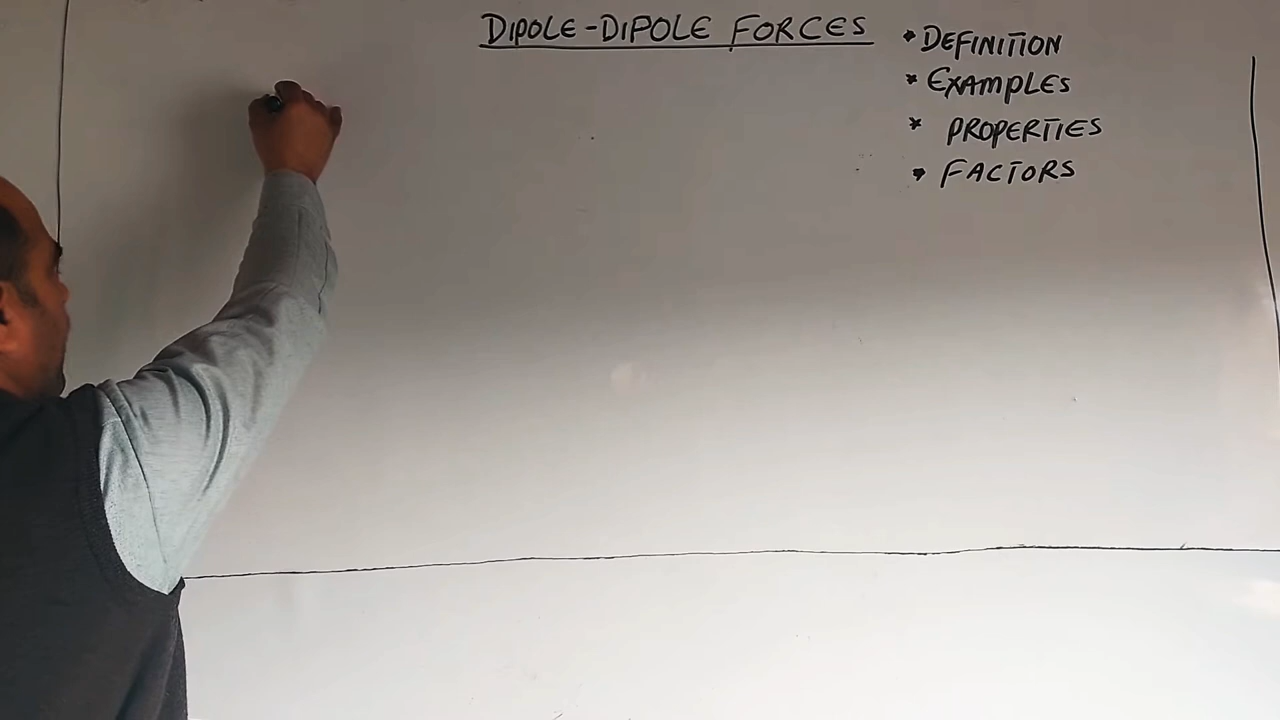 DIPOLE-DIPOLE FORCES
* DEFINITION
* EXAMPLES
* PROPERTIES
* FACTORS